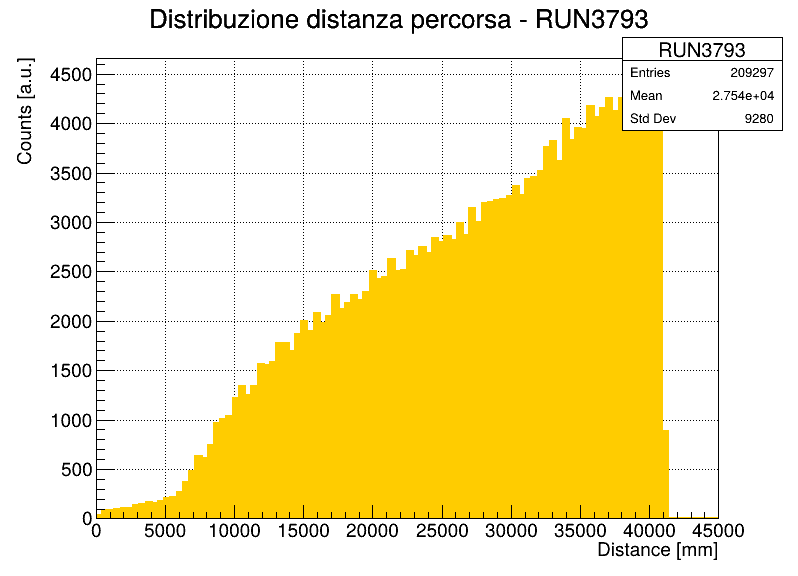 Distribuzione distanza percorsa - RUN3793
RUN3793
Entries 209297
Mean 2.754e+04
Std Dev 9280
Counts [a.u.]
4500
4000
3500
3000
2500
2000
1500
1000
500
0
0 5000 10000 15000 20000 25000 30000 35000 40000 45000
Distance [mm]